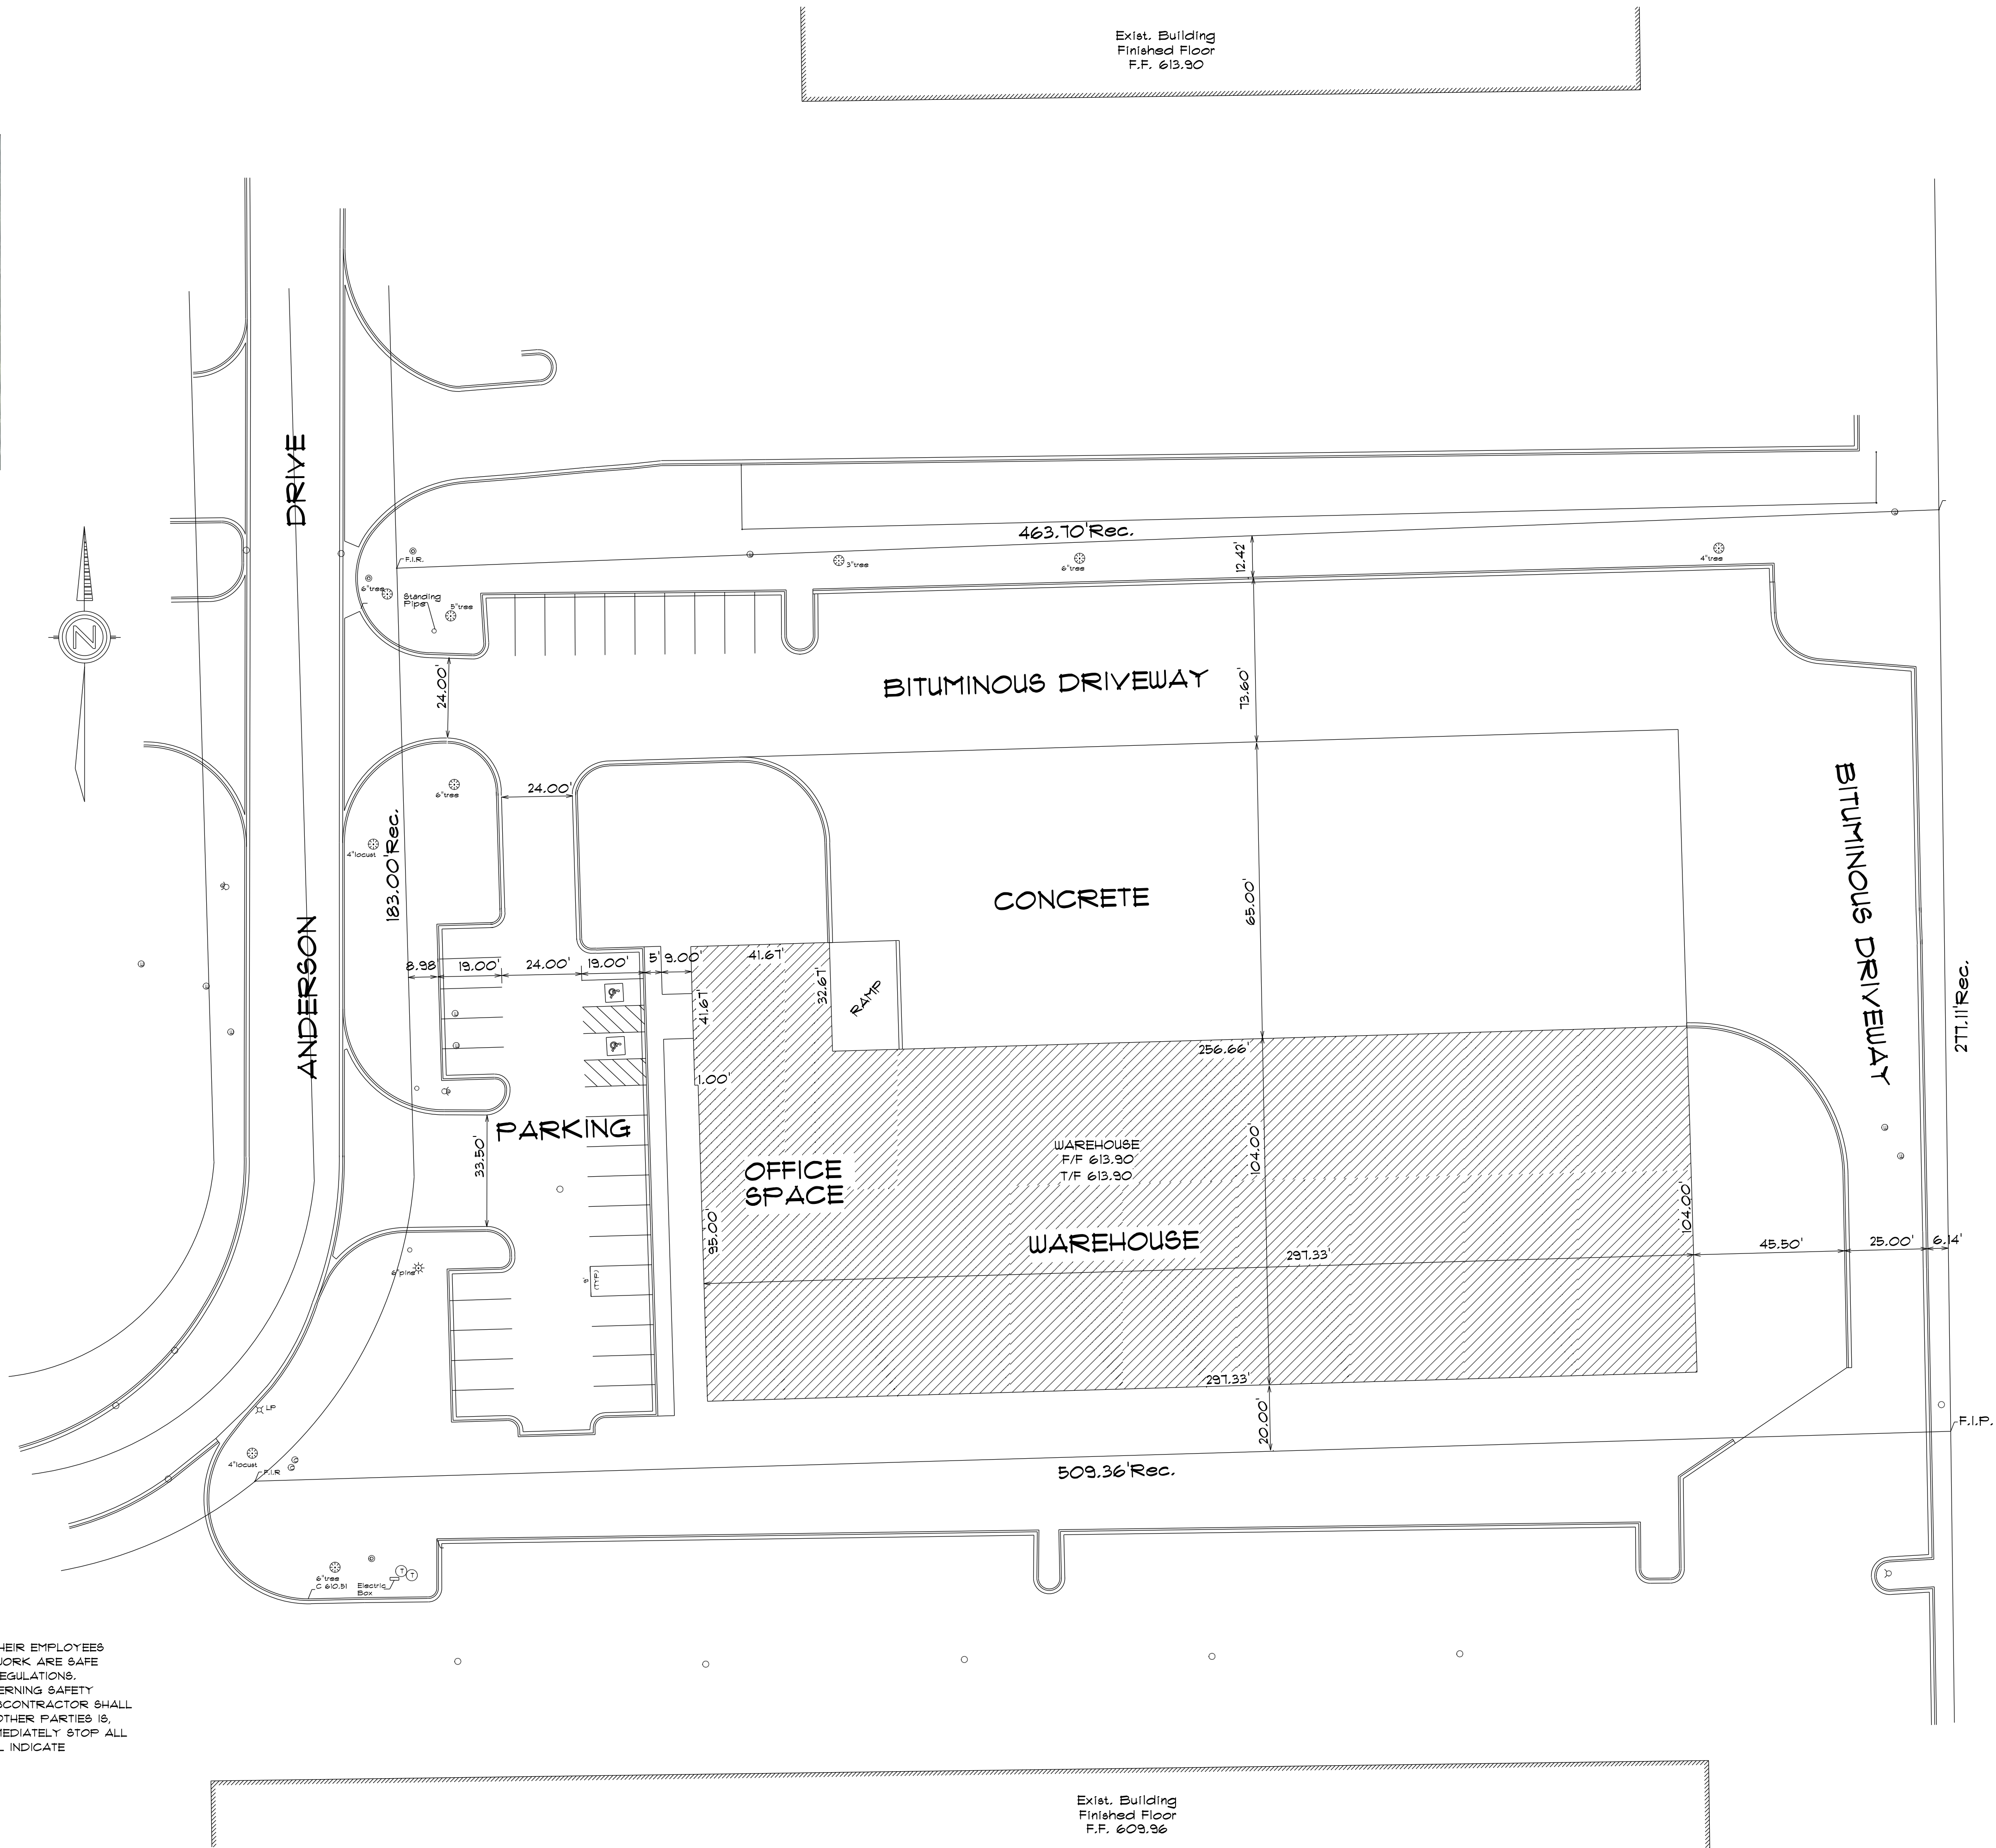 Exist. Building
Finished Floor
F.F. 613.90
DRIVE
463.70'Rec.
F.I.R.
12.42'
3"tree
6"tree
4"tree
6"tree
Standing
Pipe
5"tree
N
24.00'
BITUMINOUS DRIVEWAY
73.60'
6"tree
24.00'
4"locust
183.00'Rec.
BITUMINOUS DRIVEWAY
CONCRETE
65.00'
ANDERSON
8.98
19.00'
24.00'
19.00'
5'
9.00'
41.67'
41.67'
32.67'
RAMP
277.11'Rec.
256.66'
1.00'
PARKING
33.50'
OFFICE
SPACE
WAREHOUSE
F/F 613.90
T/F 613.90
104.00'
104.00'
95.00'
WAREHOUSE
297.33'
45.50'
25.00'
6.14'
6"pine
9'
(TYP.)
297.33'
20.00'
LP
F.I.P.
4"locust
F.I.R
509.36'Rec.
6"tree
C 610.51
Electric
Box
T
T
HEIR EMPLOYEES
WORK ARE SAFE
EGULATIONS.
ERNING SAFETY
BCONTRACTOR SHALL
OTHER PARTIES IS,
MEDIATELY STOP ALL
L INDICATE
Exist. Building
Finished Floor
F.F. 609.96